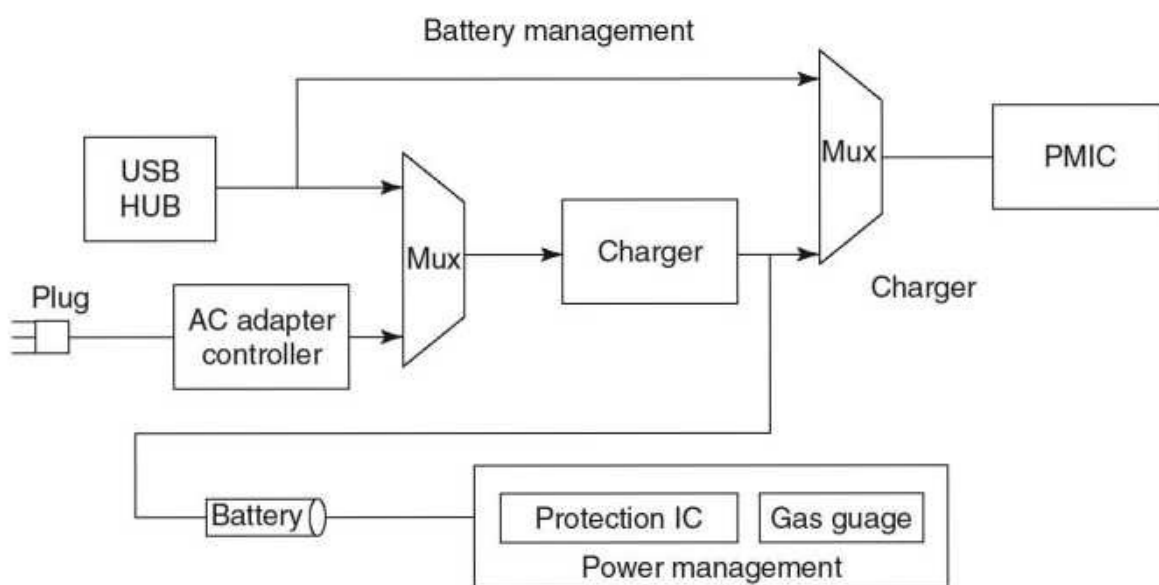 Battery management
USB
HUB
Mux
PMIC
Mux
Charger
Charger
Plug
AC adapter
controller
Battery
Protection IC
Gas guage
Power management